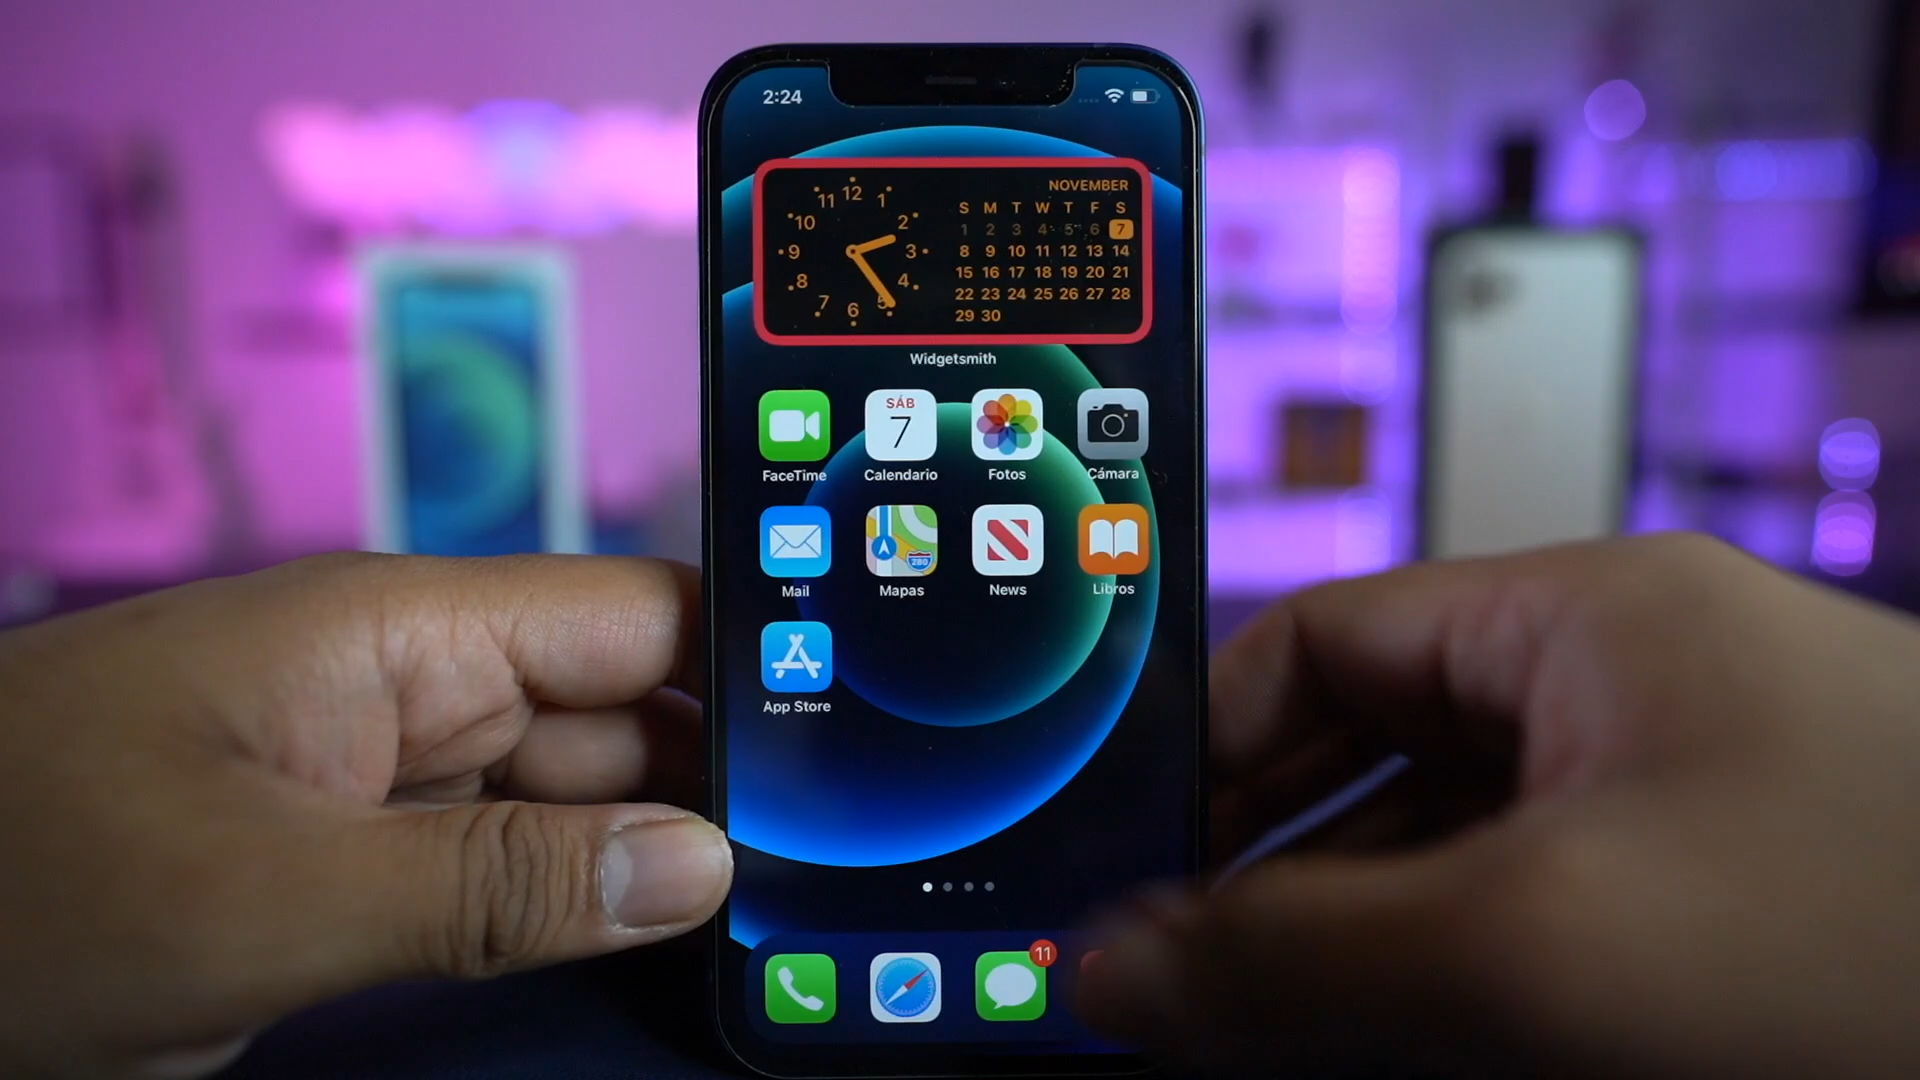 2:24
11 12 1
10 2
9 3
8 4
7 6 5
NOVEMBER
S M T W T F S
1 2 3 4 5 6 7
8 9 10 11 12 13 14
15 16 17 18 19 20 21
22 23 24 25 26 27 28
29 30
Widgetsmith
SÁB
7
FaceTime Calendario Fotos Cámara
280
Mail Mapas News Libros
App Store
11